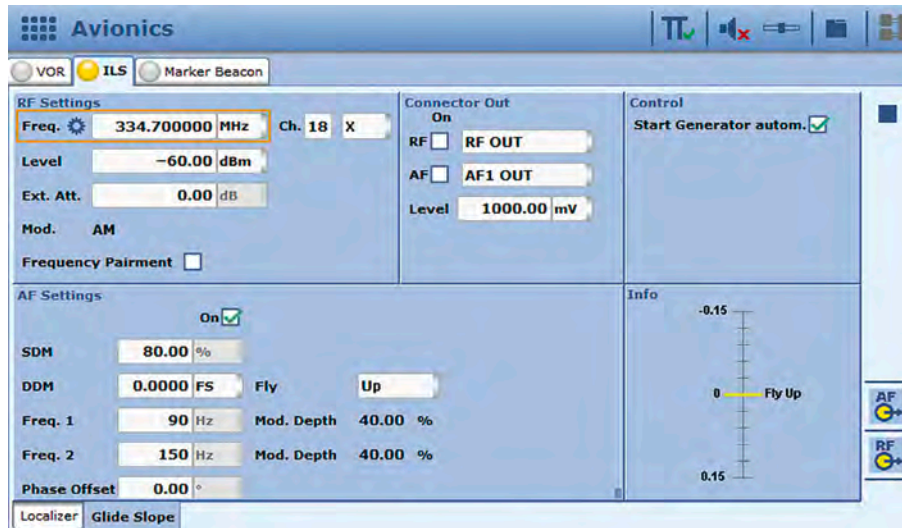 Avionics
VOR ILS Marker Beacon
RF Settings
Freq. 334.700000 MHz Ch. 18 X
Level -60.00 dBm
Ext. Att. 0.00 dB
Mod. AM
Frequency Pairment
Connector Out
On
RF RF OUT
AF AF1 OUT
Level 1000.00 mV
Control
Start Generator autom.
AF Settings
On
SDM 80.00 %
DDM 0.0000 FS Fly Up
Freq. 1 90 Hz Mod. Depth 40.00 %
Freq. 2 150 Hz Mod. Depth 40.00 %
Phase Offset 0.00 °
Info
-0.15
0 Fly Up
0.15
AF
RF
Localizer Glide Slope